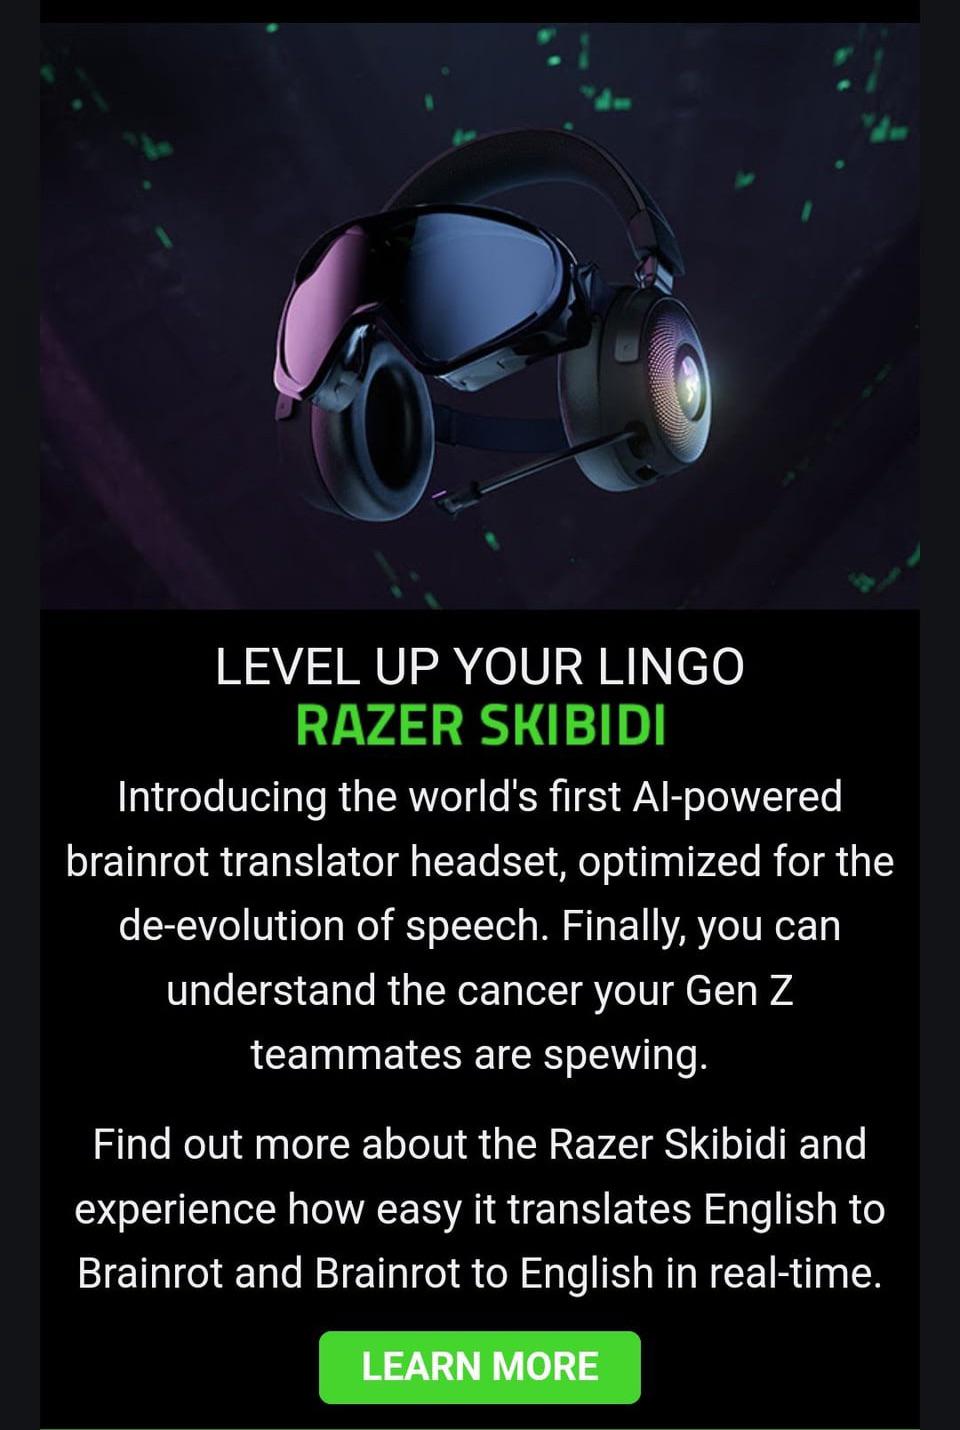 LEVEL UP YOUR LINGO
RAZER SKIBIDI
Introducing the world's first AI-powered
brainrot translator headset, optimized for the
de-evolution of speech. Finally, you can
understand the cancer your Gen Z
teammates are spewing.
Find out more about the Razer Skibidi and
experience how easy it translates English to
Brainrot and Brainrot to English in real-time.
LEARN MORE